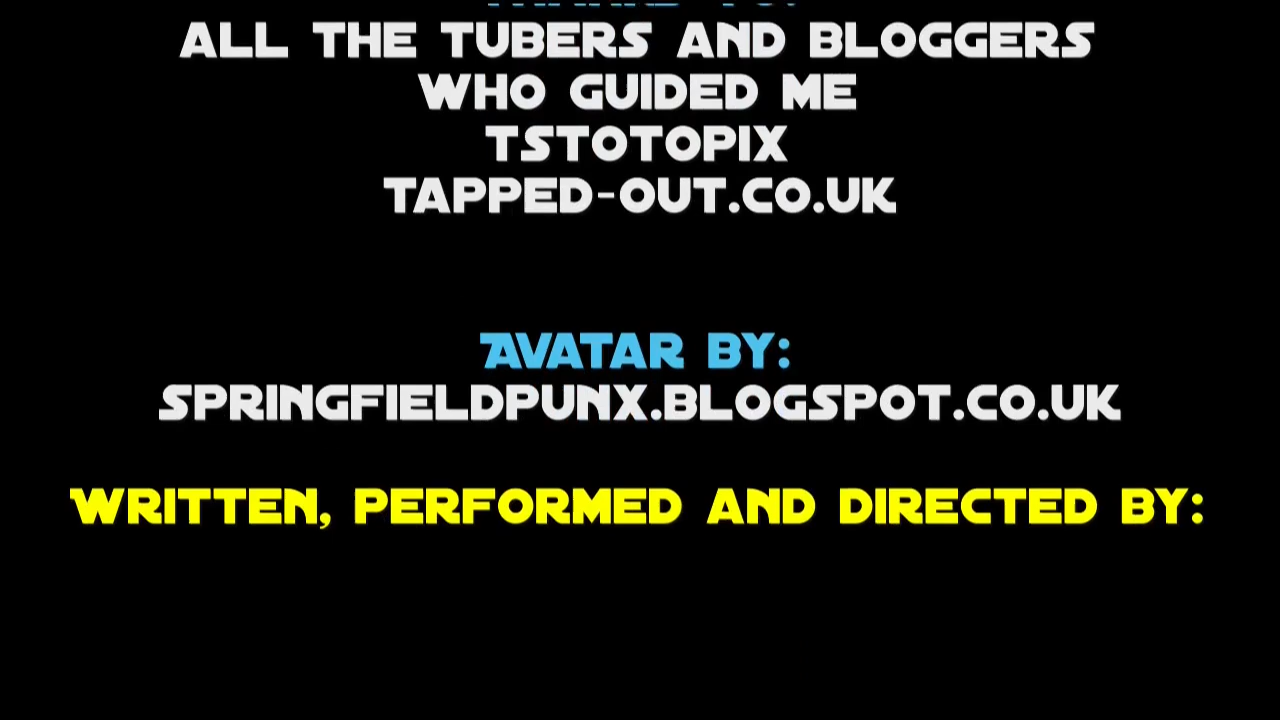 ALL THE TUBERS AND BLOGGERS
WHO GUIDED ME
TSTOTOPIX
TAPPED-OUT.CO.UK
AVATAR BY:
SPRINGFIELDPUNX.BLOGSPOT.CO.UK
WRITTEN, PERFORMED AND DIRECTED BY: